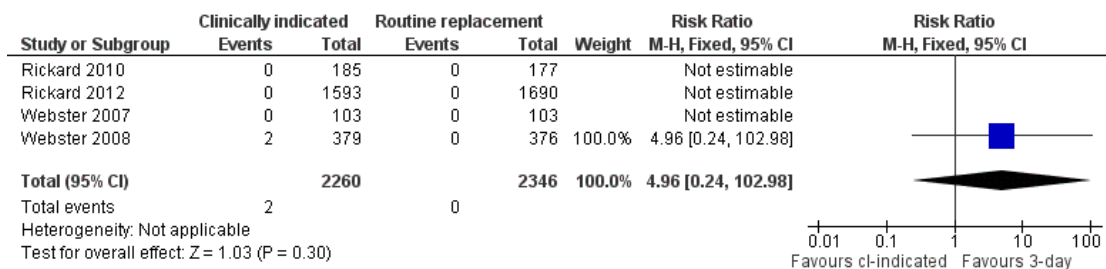 Clinically indicated Routine replacement Risk Ratio Risk Ratio
Study or Subgroup Events Total Events Total Weight M-H, Fixed, 95% CI M-H, Fixed, 95% CI
Rickard 2010 0 185 0 177 Not estimable
Rickard 2012 0 1593 0 1690 Not estimable
Webster 2007 0 103 0 103 Not estimable
Webster 2008 2 379 0 376 100.0% 4.96 [0.24, 102.98]
Total (95% CI) 2260 2346 100.0% 4.96 [0.24, 102.98]
Total events 2 0
Heterogeneity: Not applicable
Test for overall effect: Z = 1.03 (P = 0.30)
0.01 0.1 1 10 100
Favours cl-indicated Favours 3-day